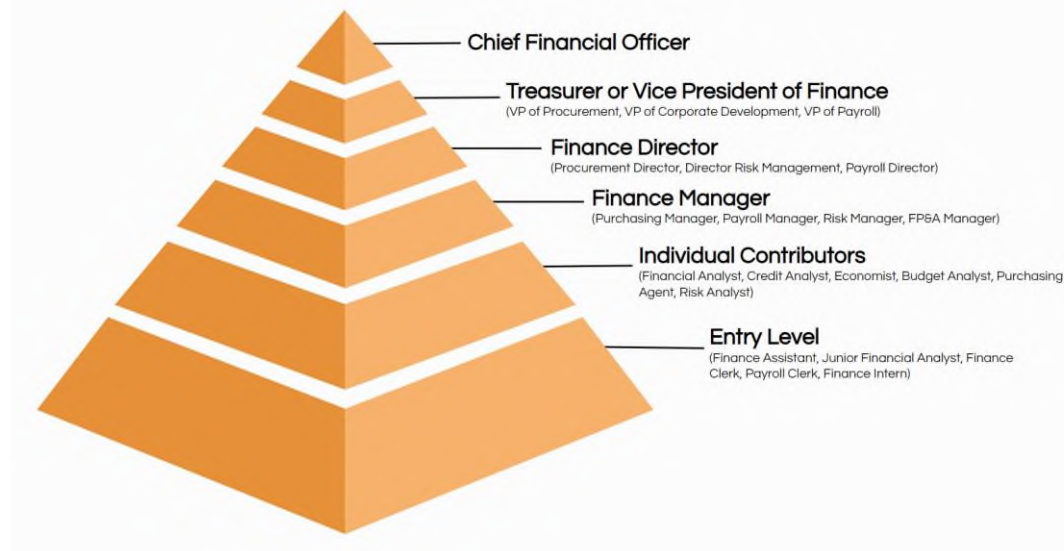 Chief Financial Officer
Treasurer or Vice President of Finance
(VP of Procurement, VP of Corporate Development, VP of Payroll)
Finance Director
(Procurement Director, Director Risk Management, Payroll Director)
Finance Manager
(Purchasing Manager, Payroll Manager, Risk Manager, FP&A Manager)
Individual Contributors
(Financial Analyst, Credit Analyst, Economist, Budget Analyst, Purchasing
Agent, Risk Analyst)
Entry Level
(Finance Assistant, Junior Financial Analyst, Finance
Clerk, Payroll Clerk, Finance Intern)